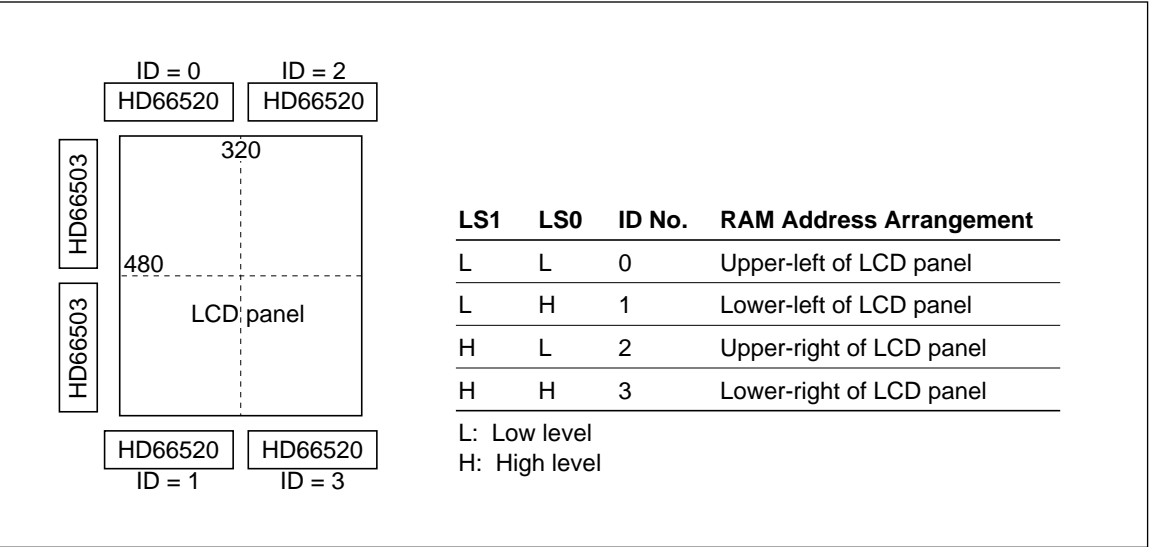 ID = 0 ID = 2
HD66520 HD66520
HD66503
HD66503
320
480
LCD panel
HD66520 HD66520
ID = 1 ID = 3
LS1 LS0 ID No. RAM Address Arrangement
L L 0 Upper-left of LCD panel
L H 1 Lower-left of LCD panel
H L 2 Upper-right of LCD panel
H H 3 Lower-right of LCD panel
L: Low level
H: High level